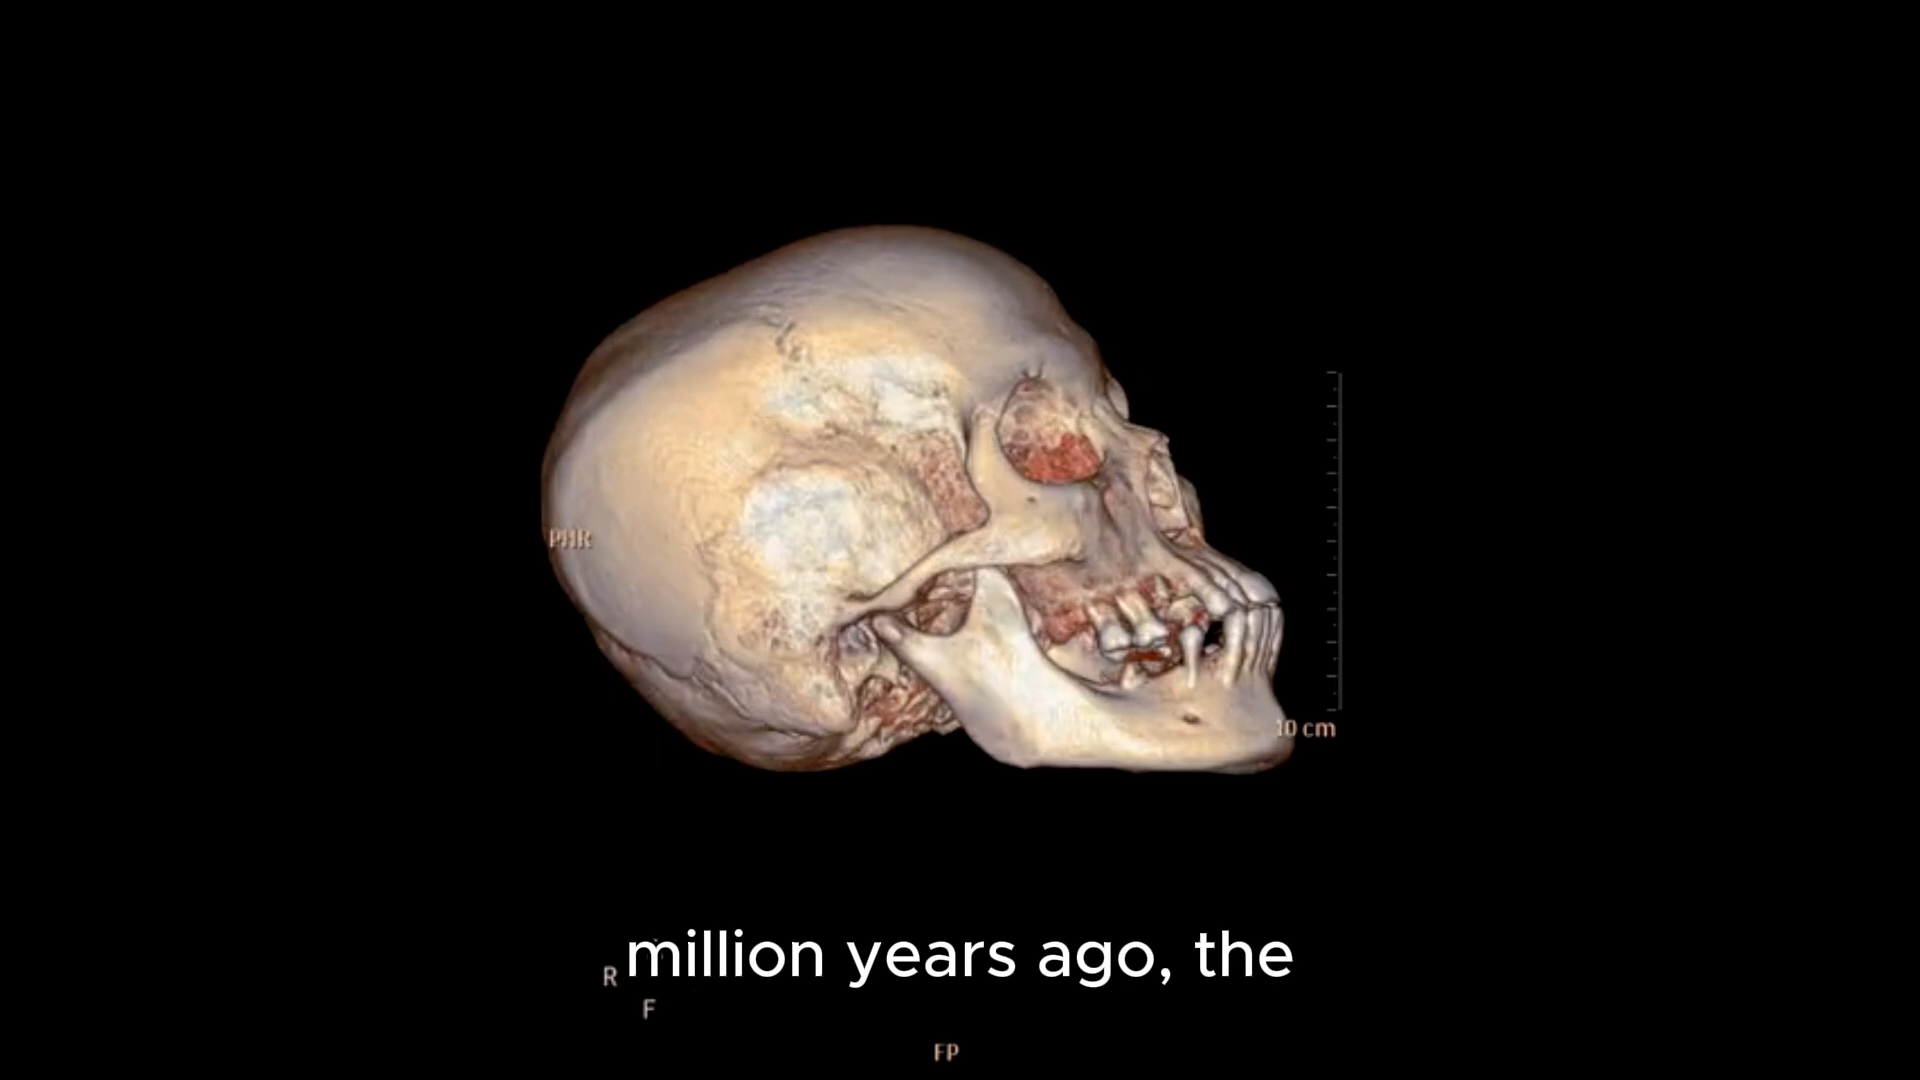 PHR
10 cm
million years ago, the
R
F
FP